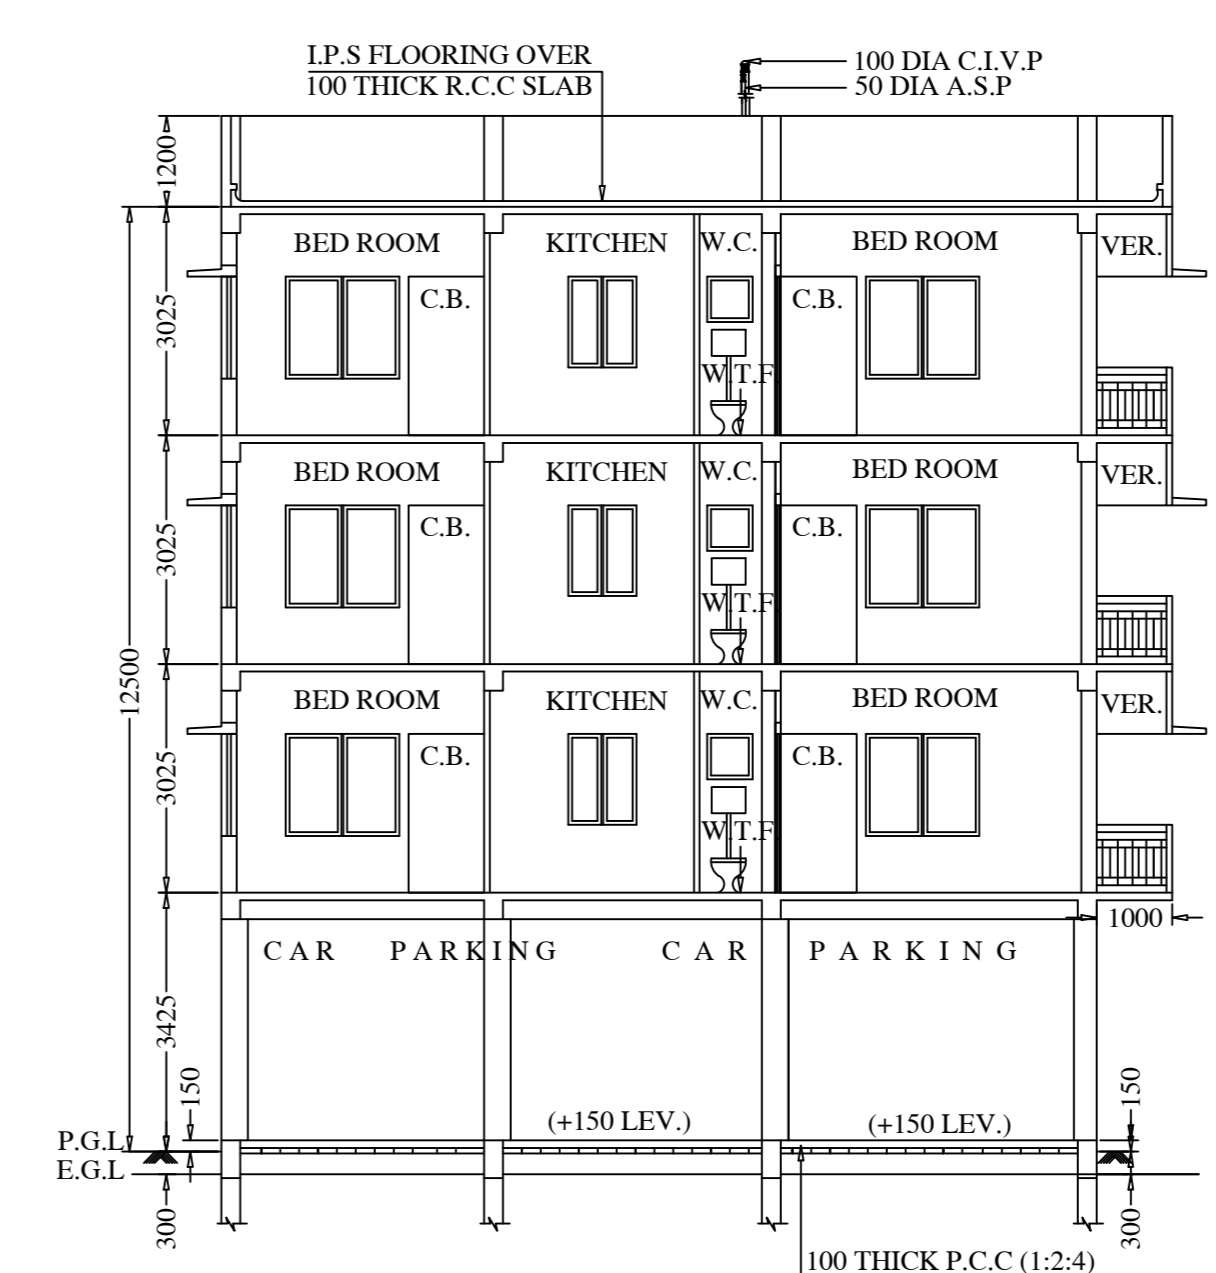 I.P.S FLOORING OVER
100 THICK R.C.C SLAB
100 DIA C.I.V.P
50 DIA A.S.P
1200
BED ROOM KITCHEN W.C. BED ROOM VER.
C.B. C.B.
3025
W.T.F.
BED ROOM KITCHEN W.C. BED ROOM VER.
C.B. C.B.
3025
W.T.F.
12500
BED ROOM KITCHEN W.C. BED ROOM VER.
C.B. C.B.
3025
W.T.F.
1000
CAR PARKING CAR PARKING
3425
150 150
(+150 LEV.) (+150 LEV.)
P.G.L
E.G.L
300 300
100 THICK P.C.C (1:2:4)